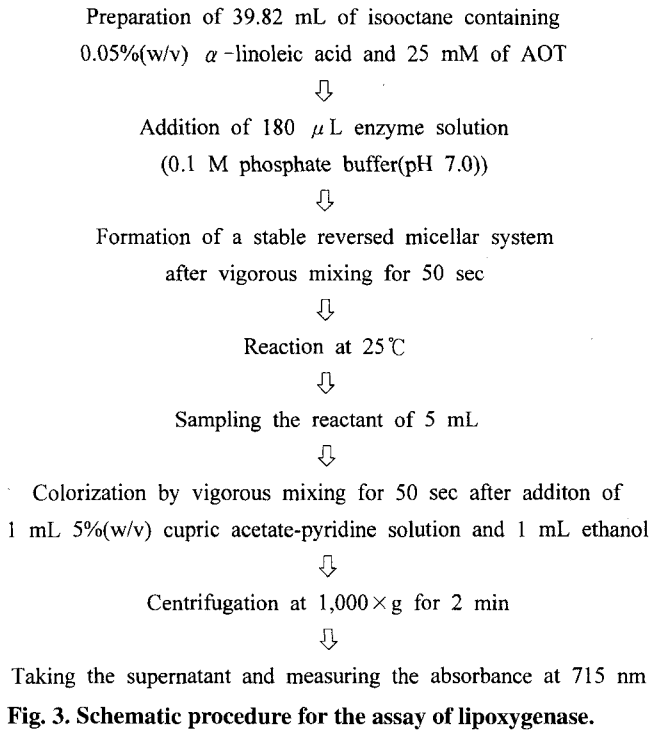 Preparation of 39.82 mL of isooctane containing
0.05%(w/v) α-linoleic acid and 25 mM of AOT
⇩
Addition of 180 μL enzyme solution
(0.1 M phosphate buffer(pH 7.0))
⇩
Formation of a stable reversed micellar system
after vigorous mixing for 50 sec
⇩
Reaction at 25℃
⇩
Sampling the reactant of 5 mL
⇩
Colorization by vigorous mixing for 50 sec after additon of
1 mL 5%(w/v) cupric acetate-pyridine solution and 1 mL ethanol
⇩
Centrifugation at 1,000×g for 2 min
⇩
Taking the supernatant and measuring the absorbance at 715 nm
Fig. 3. Schematic procedure for the assay of lipoxygenase.